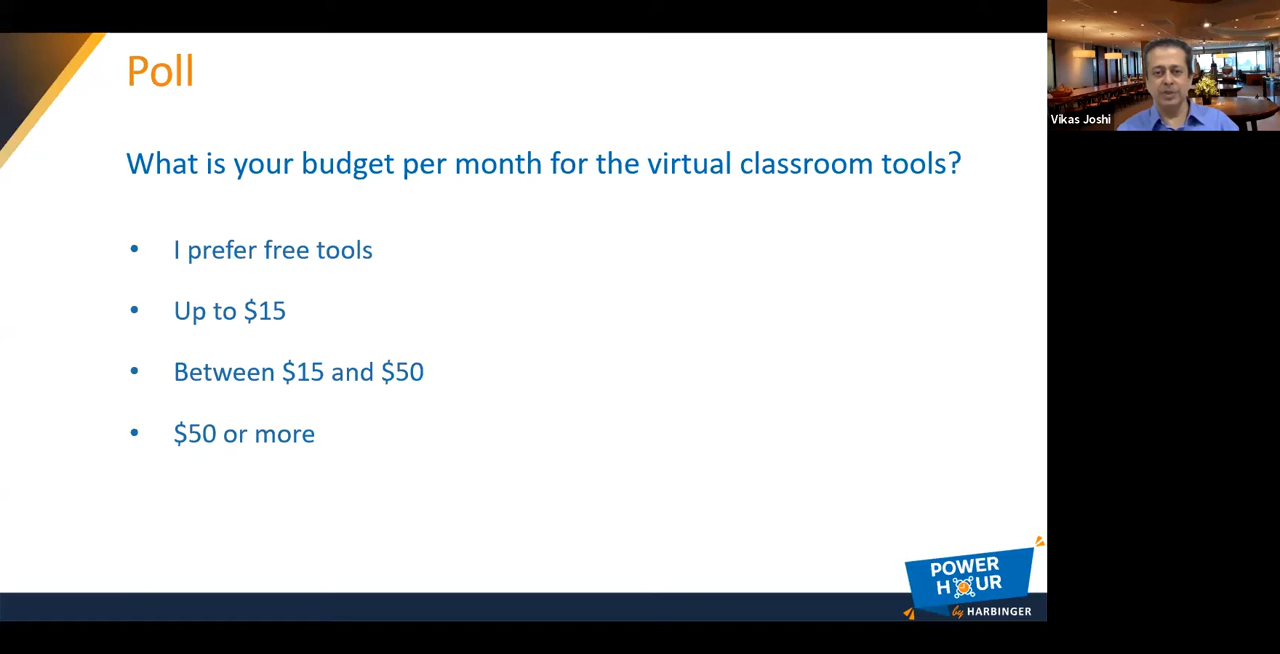 Poll
What is your budget per month for the virtual classroom tools?
• I prefer free tools
• Up to $15
• Between $15 and $50
• $50 or more
Vikas Joshi
POWER
HOUR
by HARBINGER